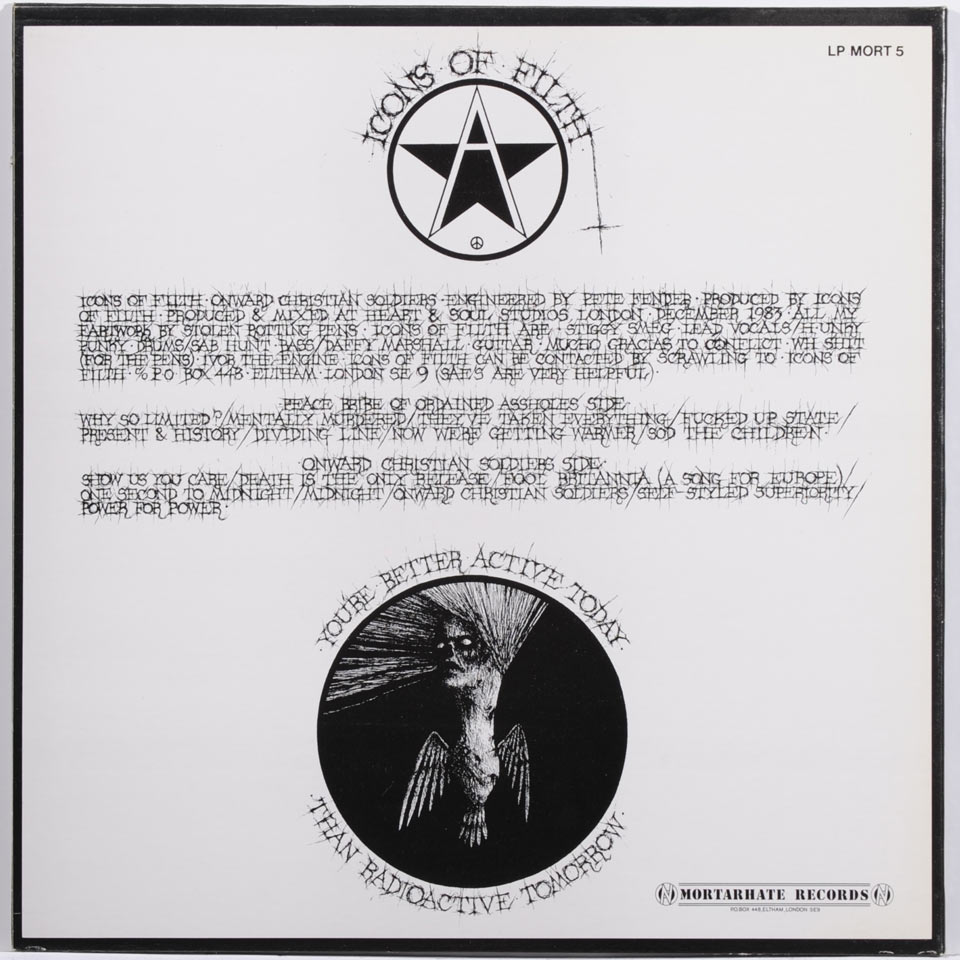 LP MORT 5
ICONS OF FILTH
ICONS OF FILTH · ONWARD CHRISTIAN SOLDIERS · ENGINEERED BY PETE FENDER · PRODUCED BY ICONS
OF FILTH · PRODUCED & MIXED AT HEART & SOUL STUDIOS LONDON · DECEMBER 1983 · ALL MY
FARTWORK BY STOLEN ROTTING PENS · ICONS OF FILTH ARE · STIGGY SMEG · LEAD VOCALS/
DRUMS/ BASS/DAFFY MARSHALL · GUITAR · MUCHO GRACIAS TO CONFLICT · SHIT
(FOR THE PENS) · IVOR THE ENGINE · ICONS OF FILTH CAN BE CONTACTED BY SCRAWLING TO · ICONS OF
FILTH · % P.O BOX 448 · ELTHAM · LONDON SE 9 (SAE'S ARE VERY HELPFUL) ·
PEACE BRIBE OF ORDAINED ASSHOLES SIDE ·
WHY SO LIMITED?/MENTALLY MURDERED/THEY'VE TAKEN EVERYTHING/FUCKED UP STATE/
PRESENT & HISTORY/DIVIDING LINE/NOW WE'RE GETTING WARMER/SOD THE CHILDREN ·
ONWARD CHRISTIAN SOLDIERS SIDE ·
SHOW US YOU CARE/DEATH IS THE ONLY RELEASE/FOOL BRITANNIA (A SONG FOR EUROPE)/
ONE SECOND TO MIDNIGHT/MIDNIGHT/ONWARD CHRISTIAN SOLDIERS/SELF-STYLED SUPERIORITY/
POWER FOR POWER ·
· YOU'RE BETTER ACTIVE TODAY ·
· THAN RADIOACTIVE TOMORROW ·
MORTARHATE RECORDS
P.O.BOX 448, ELTHAM, LONDON SE9